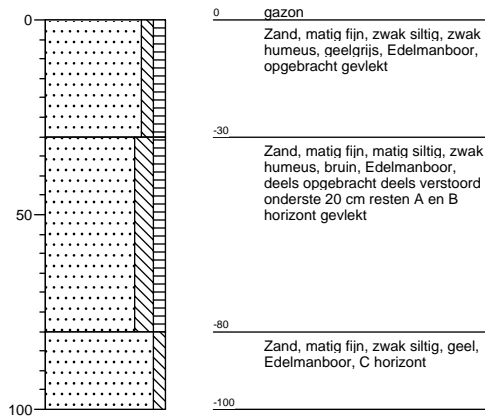 0
0
gazon
Zand, matig fijn, zwak siltig, zwak
humeus, geelgrijs, Edelmanboor,
opgebracht gevlekt
-30
Zand, matig fijn, matig siltig, zwak
humeus, bruin, Edelmanboor,
deels opgebracht deels verstoord
onderste 20 cm resten A en B
horizont gevlekt
50
-80
Zand, matig fijn, zwak siltig, geel,
Edelmanboor, C horizont
100
-100